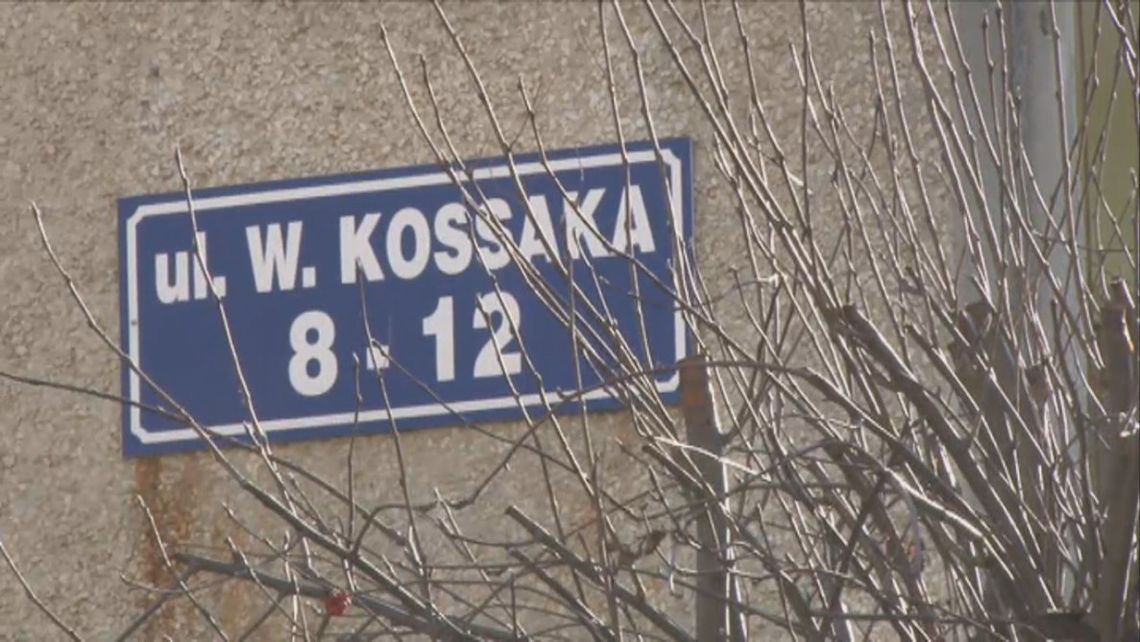 ul. W. KOSSAKA
8 - 12